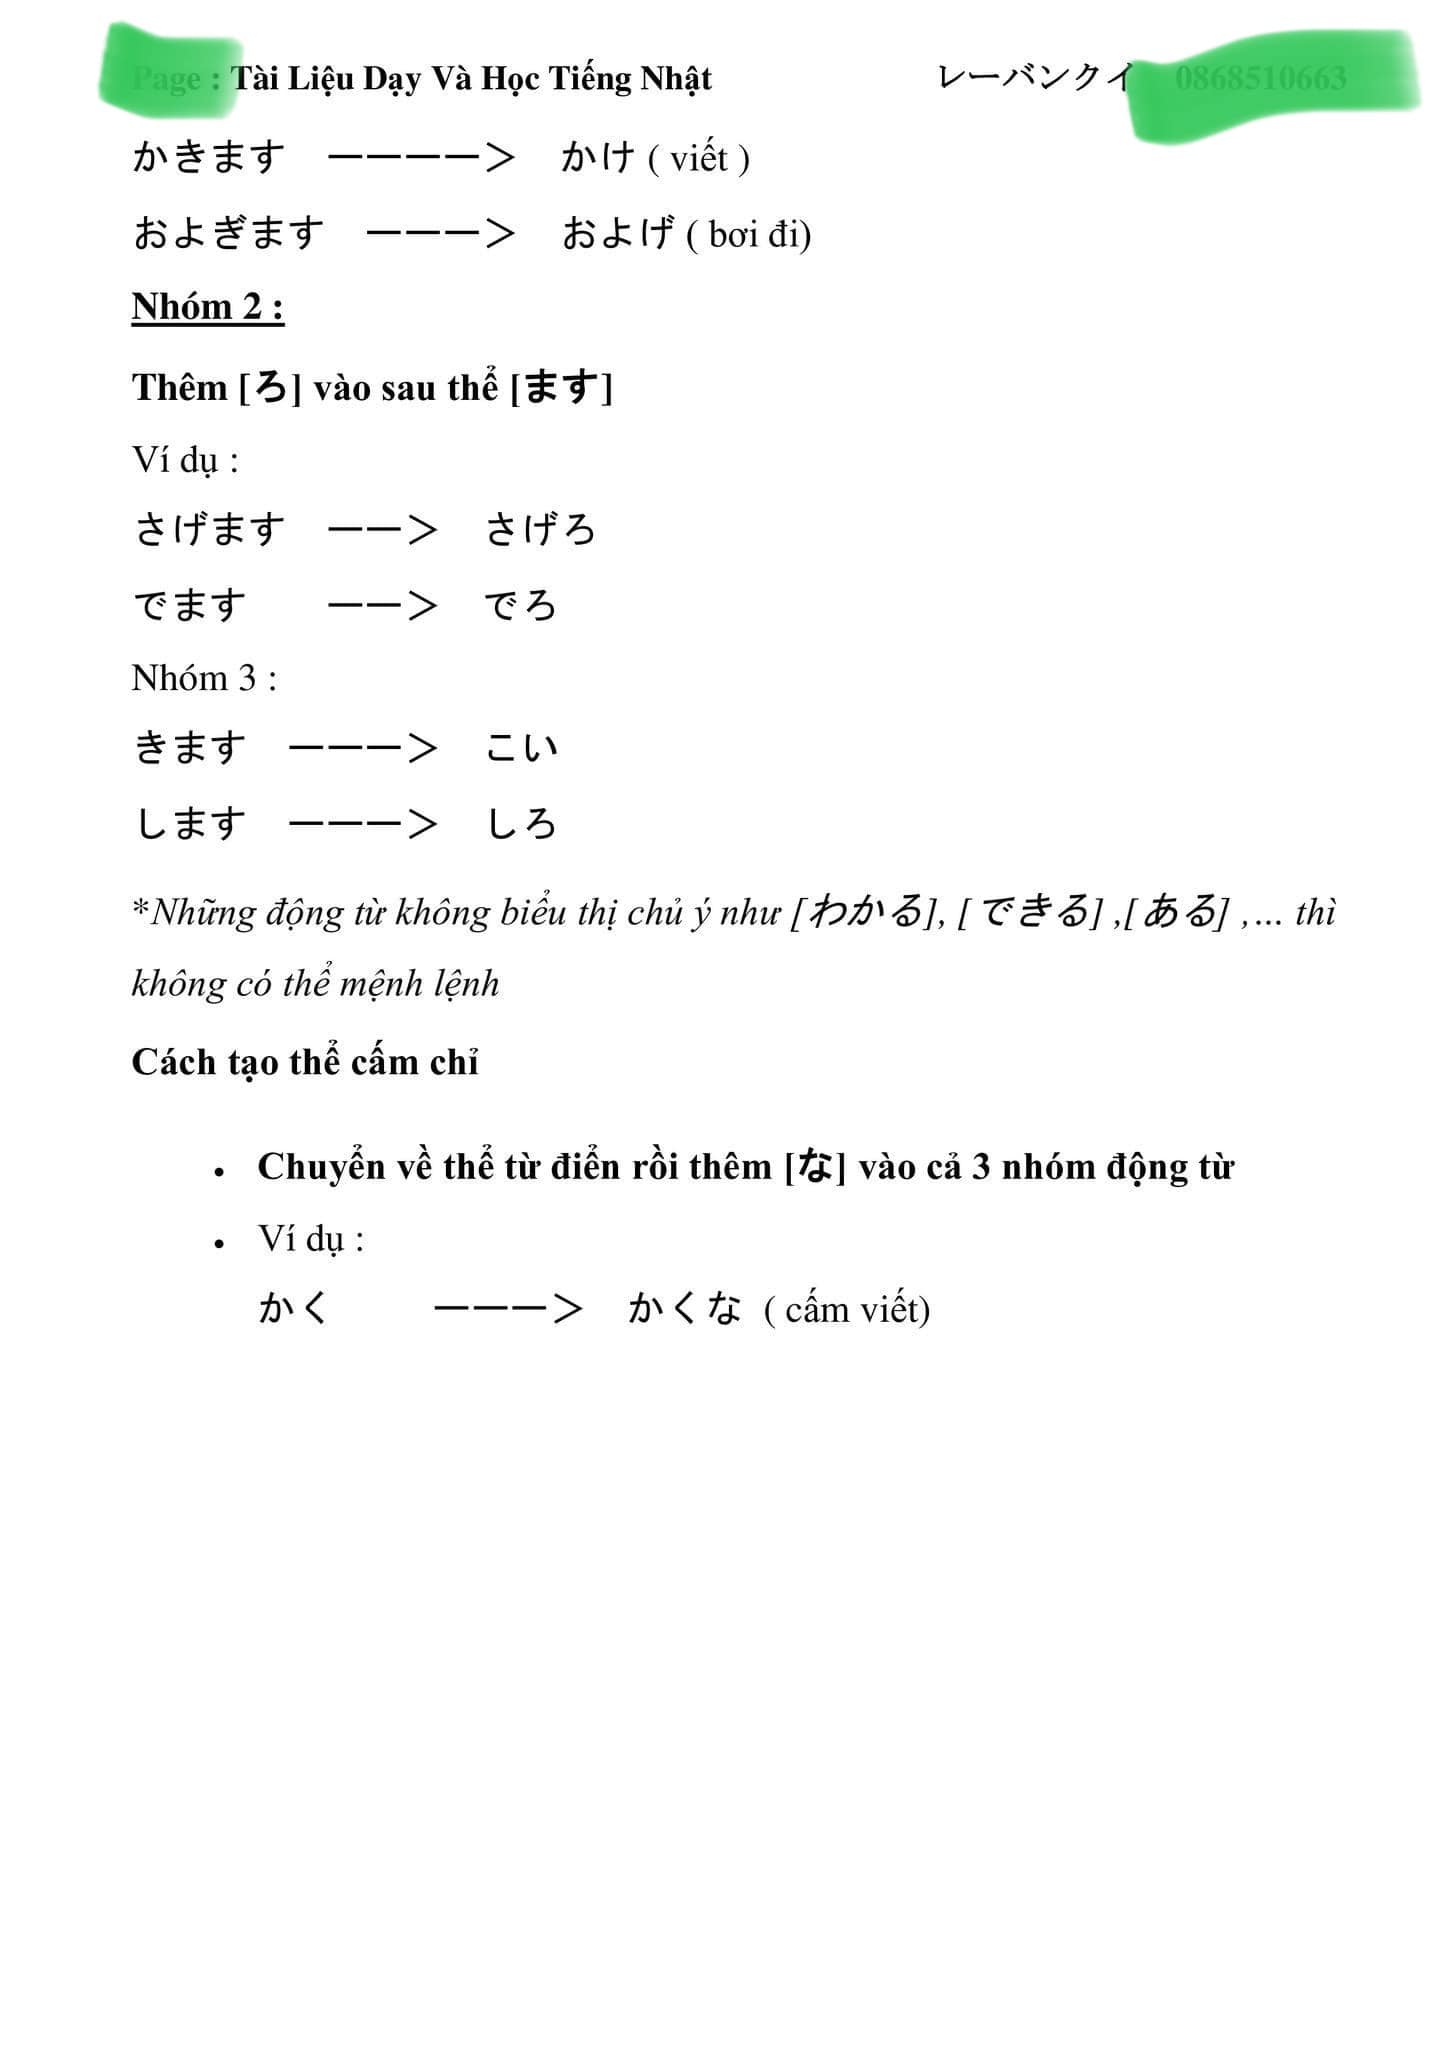 Page : Tài Liệu Dạy Và Học Tiếng Nhật レーバンクイ 0868510663
かきます ーーーー＞ かけ ( viết )
およぎます ーーー＞ およげ ( bơi đi)
Nhóm 2 :
Thêm [ろ] vào sau thể [ます]
Ví dụ :
さげます ーー＞ さげろ
でます ーー＞ でろ
Nhóm 3 :
きます ーーー＞ こい
します ーーー＞ しろ
*Những động từ không biểu thị chủ ý như [わかる], [ できる] ,[ ある] ,… thì
không có thể mệnh lệnh
Cách tạo thể cấm chỉ
• Chuyển về thể từ điển rồi thêm [な] vào cả 3 nhóm động từ
• Ví dụ :
かく ーーー＞ かくな ( cấm viết)